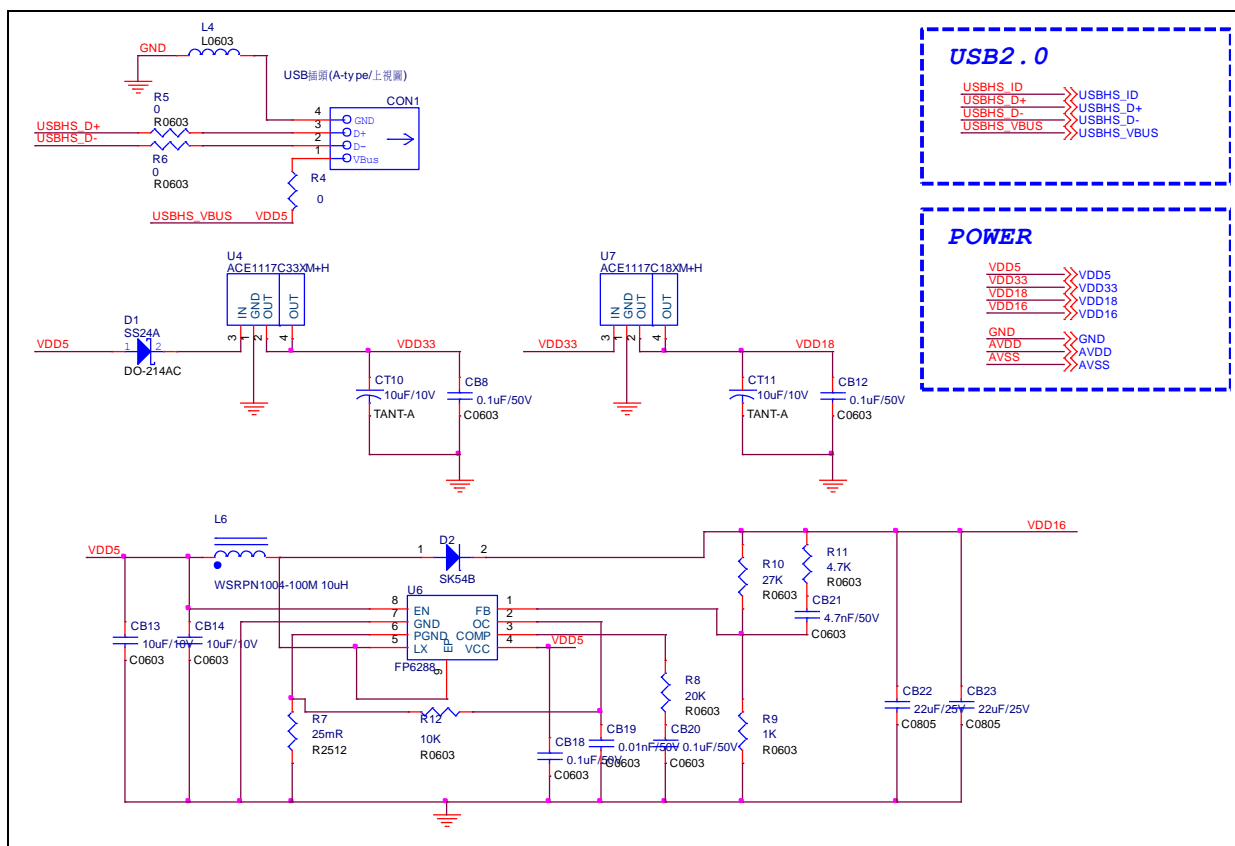 L4
L0603
GND
USB插頭(A-type/上視圖)
CON1
R5
0
R0603
USBHS_D+
USBHS_D-
R6
0
R0603
4
3
2
1
GND
D+
D-
VBus
R4
0
USBHS_VBUS
VDD5
USB2.0
USBHS_ID
USBHS_D+
USBHS_D-
USBHS_VBUS
USBHS_ID
USBHS_D+
USBHS_D-
USBHS_VBUS
POWER
VDD5
VDD33
VDD18
VDD16
GND
AVDD
AVSS
VDD5
VDD33
VDD18
VDD16
GND
AVDD
AVSS
U4
ACE1117C33XM+H
IN
GND
OUT
OUT
3
1
2
4
D1
SS24A
1
2
DO-214AC
VDD5
VDD33
CT10
10uF/10V
TANT-A
CB8
0.1uF/50V
C0603
U7
ACE1117C18XM+H
IN
GND
OUT
OUT
3
1
2
4
VDD33
VDD18
CT11
10uF/10V
TANT-A
CB12
0.1uF/50V
C0603
L6
VDD5
WSRPN1004-100M 10uH
D2
1
2
SK54B
VDD16
U6
8
7
6
5
EN
GND
PGND
LX
EP
9
FB
OC
COMP
VCC
1
2
3
4
FP6288
VDD5
CB13
10uF/10V
C0603
CB14
10uF/10V
C0603
R7
25mR
R2512
R12
10K
R0603
CB18
0.1uF/50V
C0603
CB19
0.01nF/50V
C0603
R8
20K
R0603
CB20
0.1uF/50V
C0603
R10
27K
R0603
R11
4.7K
R0603
CB21
4.7nF/50V
C0603
R9
1K
R0603
CB22
22uF/25V
C0805
CB23
22uF/25V
C0805